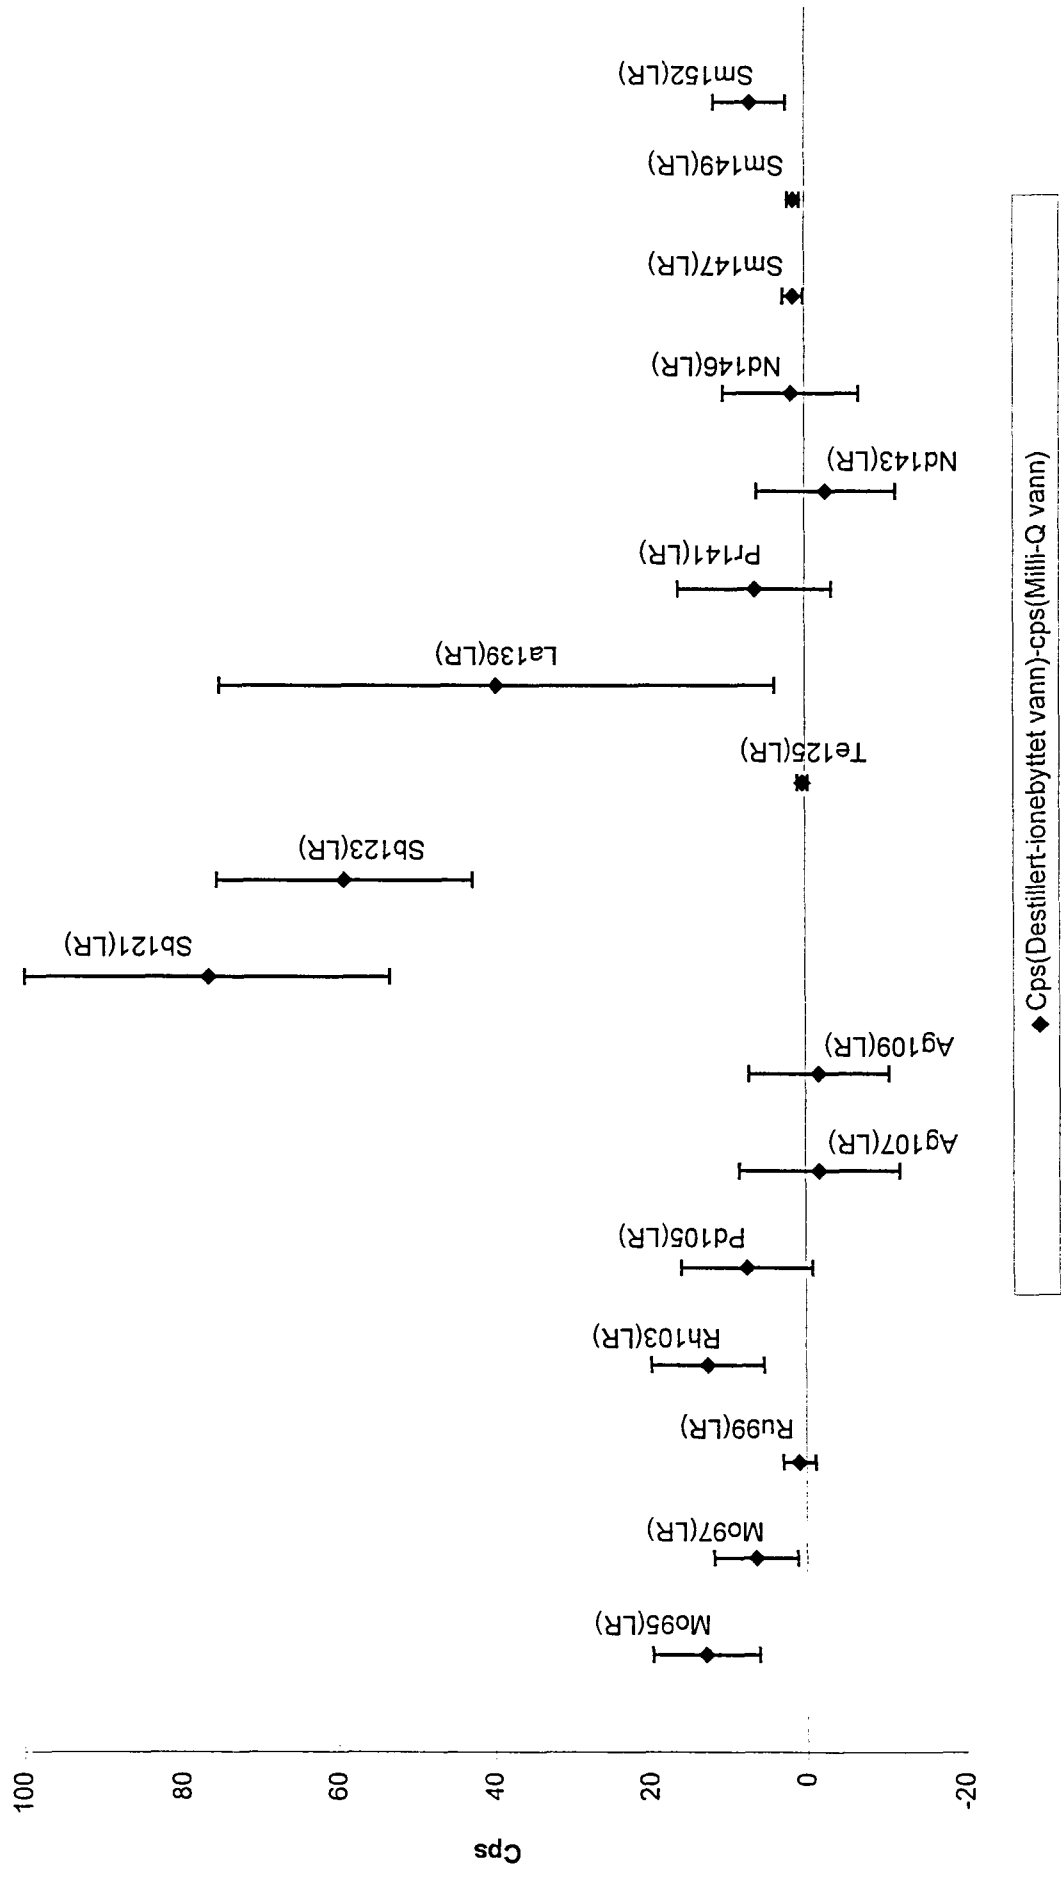 Cps
100
80
60
40
20
0
-20
Mo95(LR)
Mo97(LR)
Ru99(LR)
Rh103(LR)
Pd105(LR)
Ag107(LR)
Ag109(LR)
Sb121(LR)
Sb123(LR)
Te125(LR)
La139(LR)
Pr141(LR)
Nd143(LR)
Nd146(LR)
Sm147(LR)
Sm149(LR)
Sm152(LR)
◆ Cps(Destillert-ionebyttet vann)-cps(Milli-Q vann)